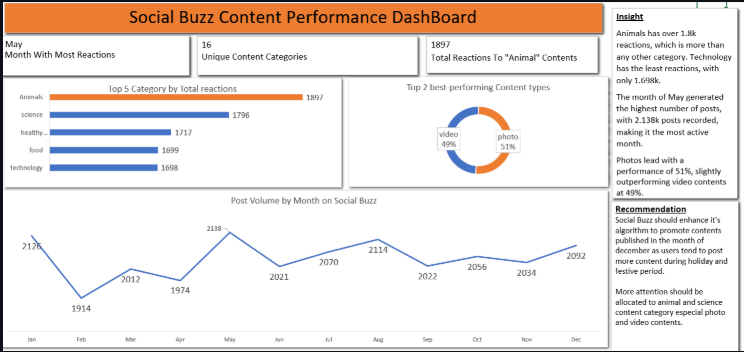 Social Buzz Content Performance DashBoard
May
Month With Most Reactions
16
Unique Content Categories
1897
Total Reactions To "Animal" Contents
Top 5 Category by Total reactions
Animals 1897
science 1796
healthy... 1717
food 1699
technology 1698
Top 2 best-performing Content types
video
49%
photo
51%
Post Volume by Month on Social Buzz
2126
1914
2012
1974
2138
2021
2070
2114
2022
2056
2034
2092
Jan Feb Mar Apr May Jun Jul Aug Sep Oct Nov Dec
Insight
Animals has over 1.8k
reactions, which is more than
any other category. Technology
has the least reactions, with
only 1.698k.
The month of May generated
the highest number of posts,
with 2.138k posts recorded,
making it the most active
month.
Photos lead with a
performance of 51%, slightly
outperforming video contents
at 49%.
Recommendation
Social Buzz should enhance it's
algorithm to promote contents
published in the month of
december as users tend to post
more content during holiday and
festive period.
More attention should be
allocated to animal and science
content category especial photo
and video contents.